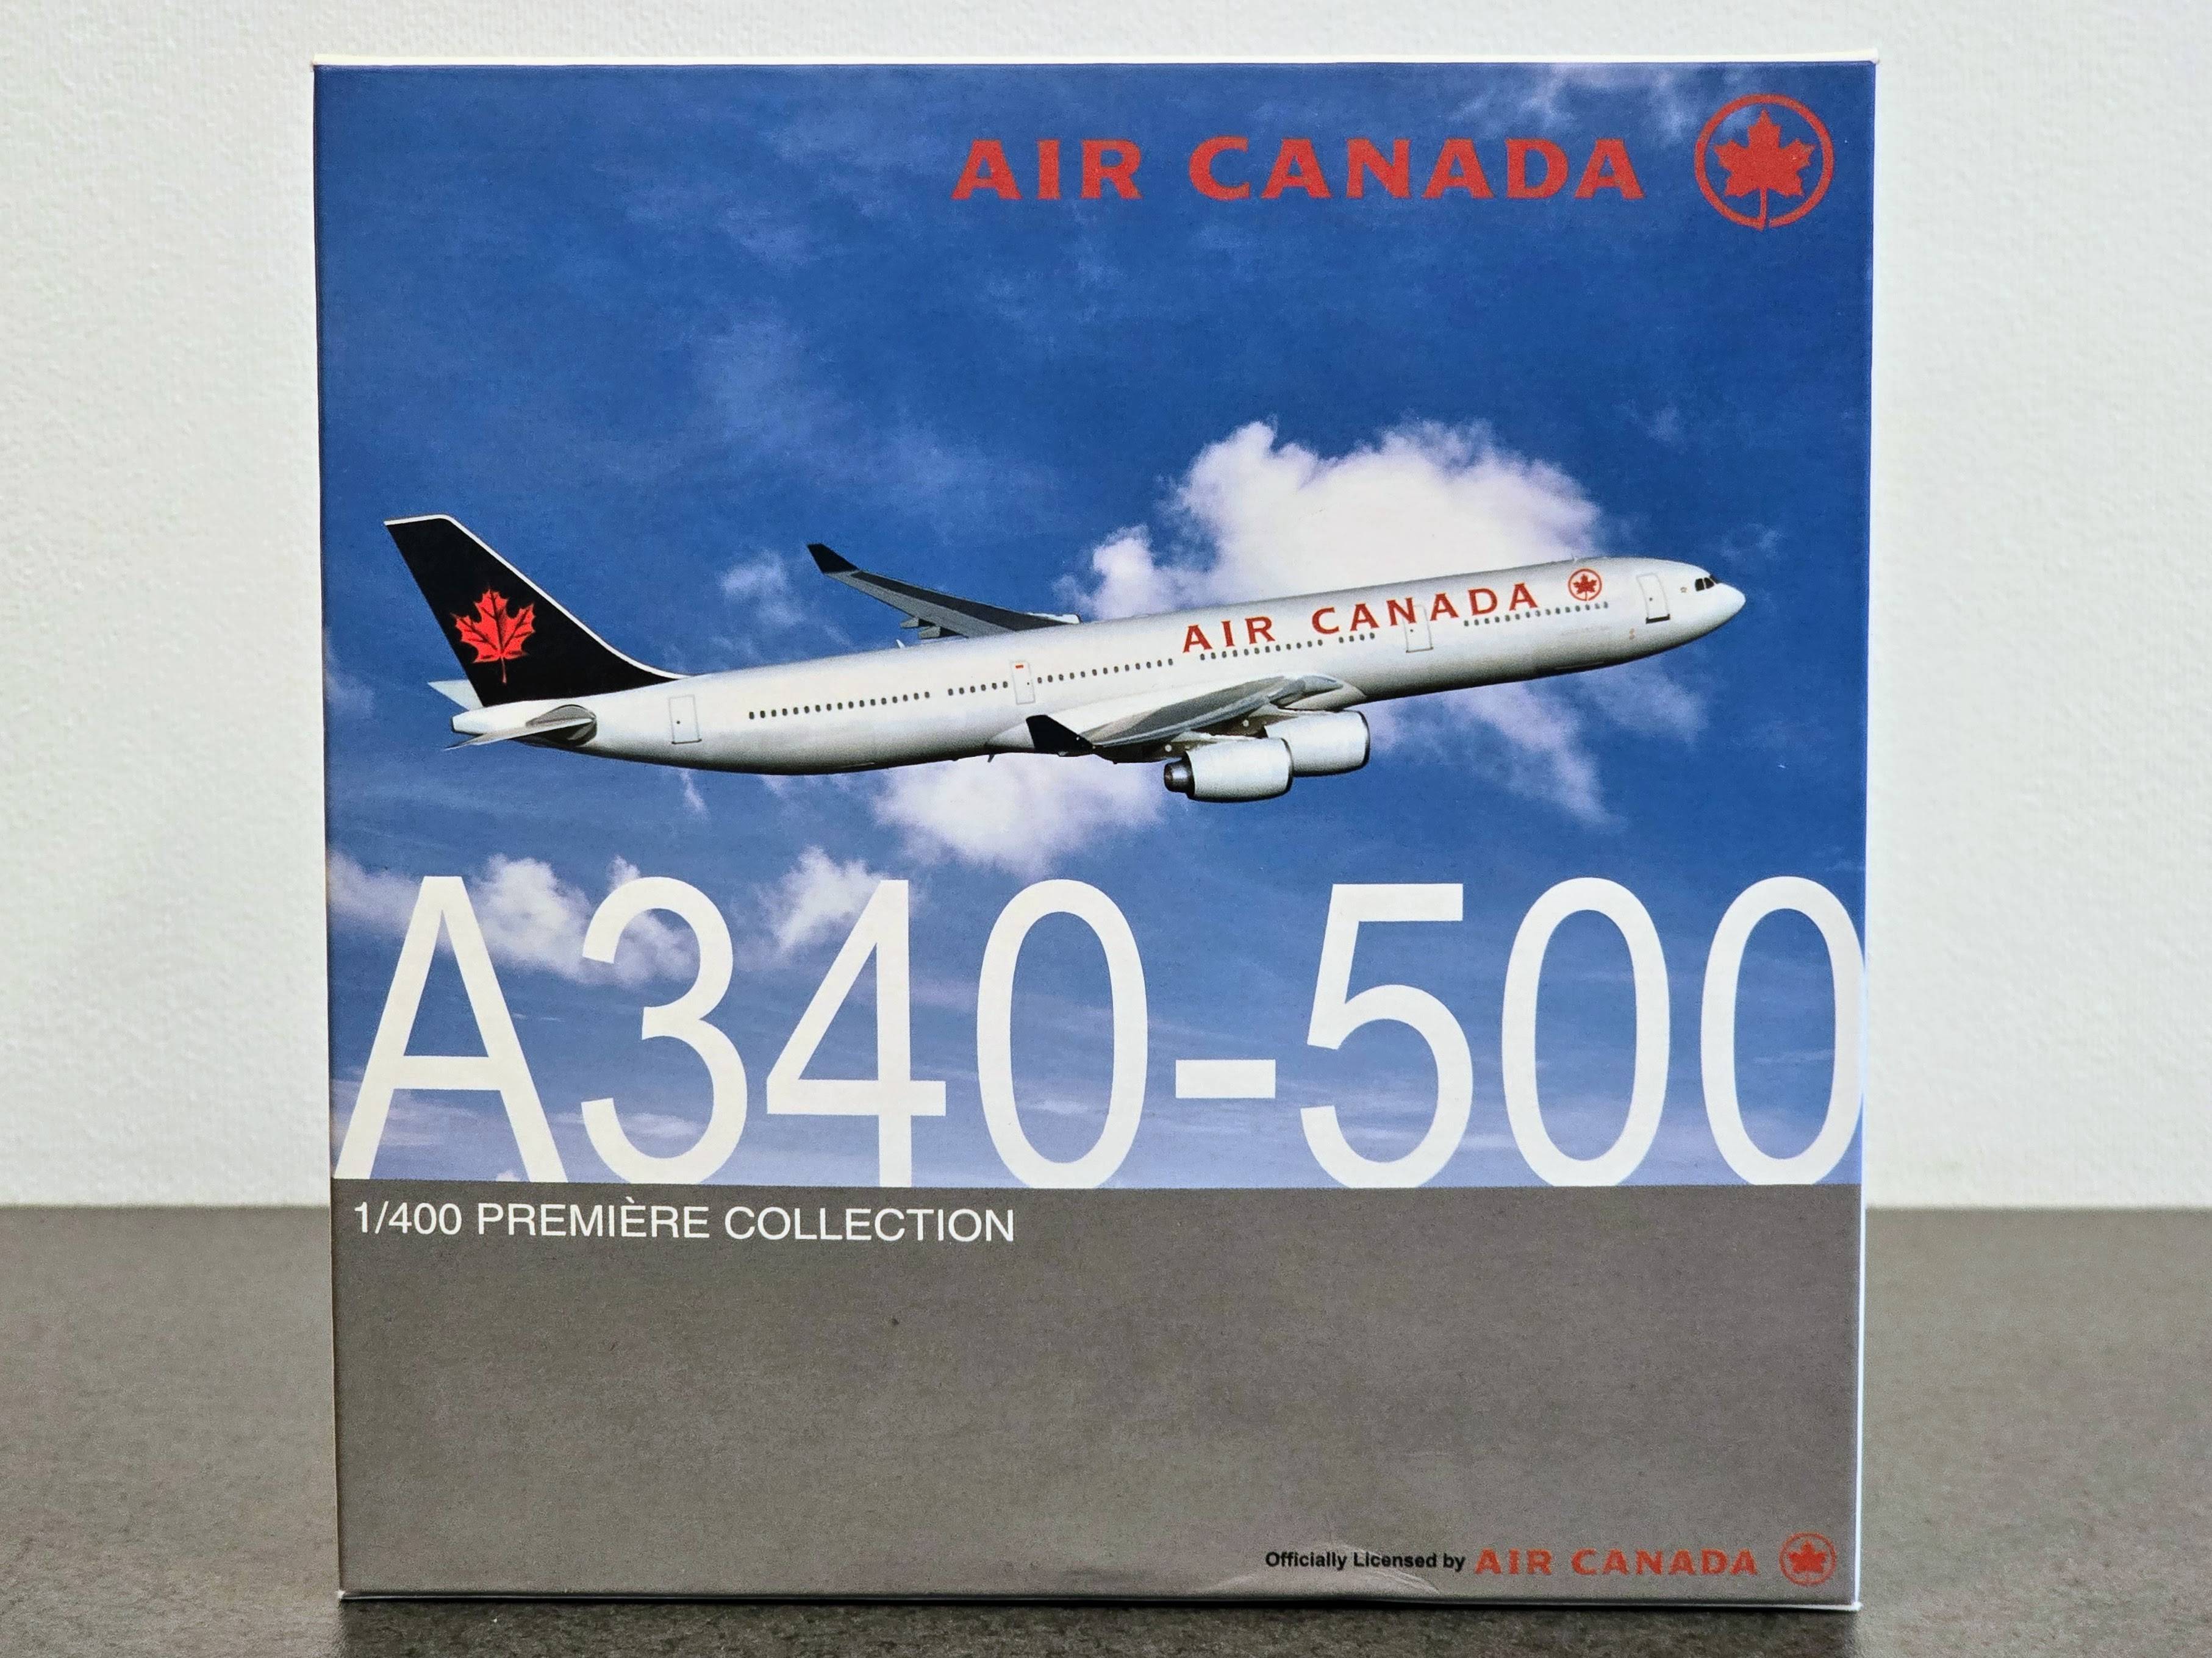 AIR CANADA
AIR CANADA
A340-500
1/400 PREMIÈRE COLLECTION
Officially Licensed by AIR CANADA